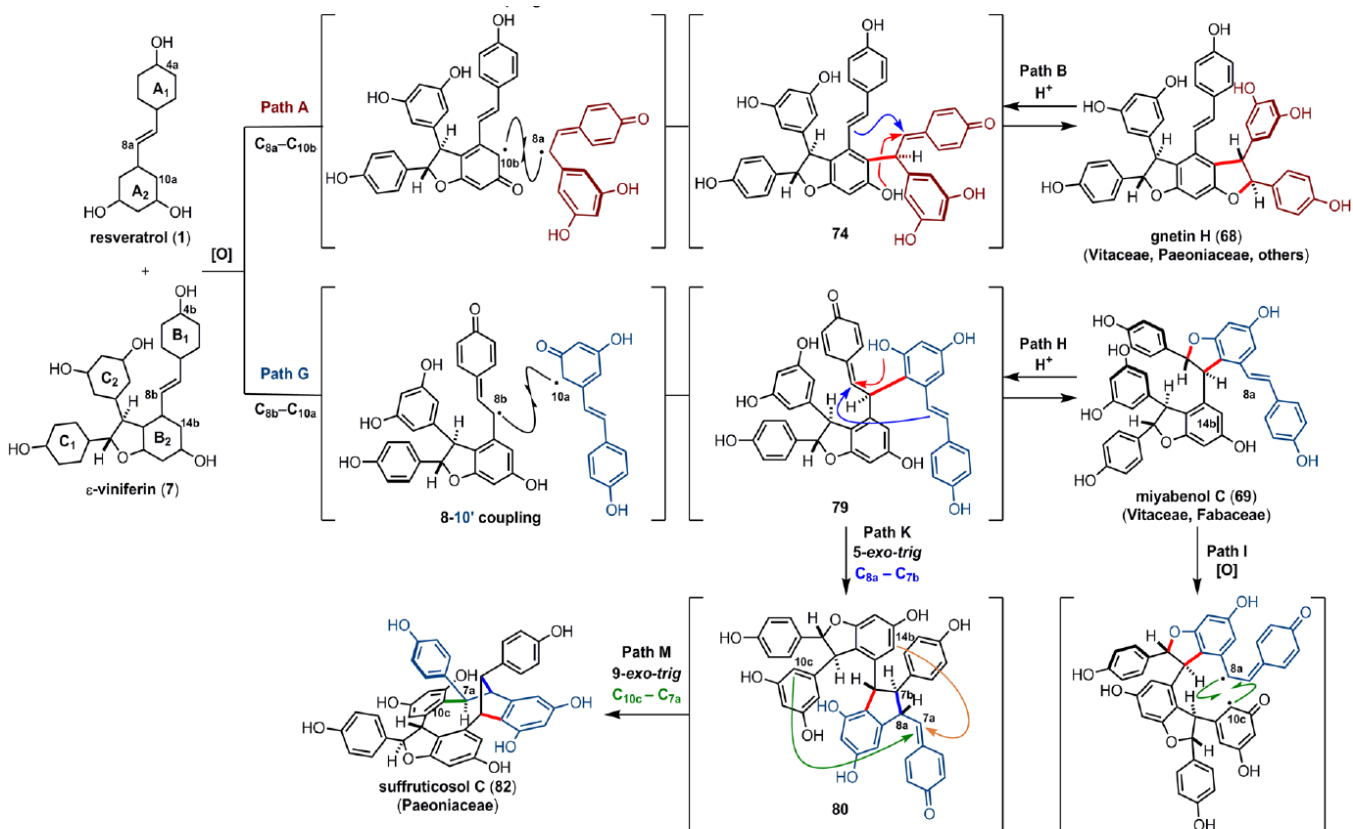 OH
4a
A1
8a
10a
A2
HO
OH
resveratrol (1)
+
OH
4b
B1
HO
OH
C2
8b
14b
C1
B2
H
O
OH
ε-viniferin (7)
[O]
Path A
C8a–C10b
Path G
C8b–C10a
OH
OH
HO
H
10b
8a
O
HO
H
O
O
OH
HO
OH
OH
HO
H
O
H
HO
H
O
OH
OH
HO
74
Path B
H+
OH
OH
HO
HO
OH
H
HO
H
O
O
H
OH
gnetin H (68)
(Vitaceae, Paeoniaceae, others)
O
OH
O
OH
10a
8b
HO
H
HO
H
O
OH
OH
8-10' coupling
O
OH
HO
OH
H
H
HO
HO
H
O
OH
OH
79
Path H
H+
O
OH
HO
HO
H
H
8a
H
14b
HO
H
O
OH
OH
HO
miyabenol C (69)
(Vitaceae, Fabaceae)
Path K
5-exo-trig
C8a – C7b
Path I
[O]
HO
OH
7a
OH
10c
H
HO
HO
OH
H
H
O
OH
OH
suffruticosol C (82)
(Paeoniaceae)
Path M
9-exo-trig
C10c – C7a
H
O
OH
14b
HO
HO
10c
H
H
H
7b
HO
HO
OH
8a
H
7a
HO
O
80
OH
H
O
O
8a
HO
H
HO
10c
O
O
H
OH
HO